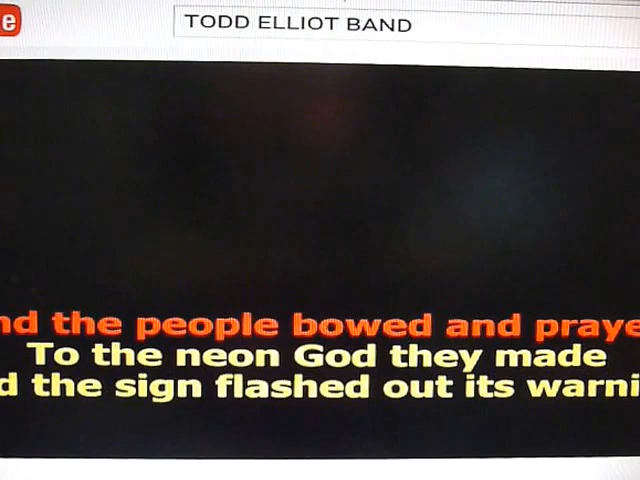 e
TODD ELLIOT BAND
nd the people bowed and praye
To the neon God they made
d the sign flashed out its warni